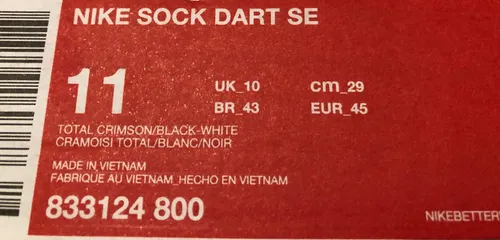 NIKE SOCK DART SE
11
UK_10 cm_29
BR_43 EUR_45
TOTAL CRIMSON/BLACK-WHITE
CRAMOISI TOTAL/BLANC/NOIR
MADE IN VIETNAM
FABRIQUE AU VIETNAM_HECHO EN VIETNAM
833124 800
NIKEBETTER